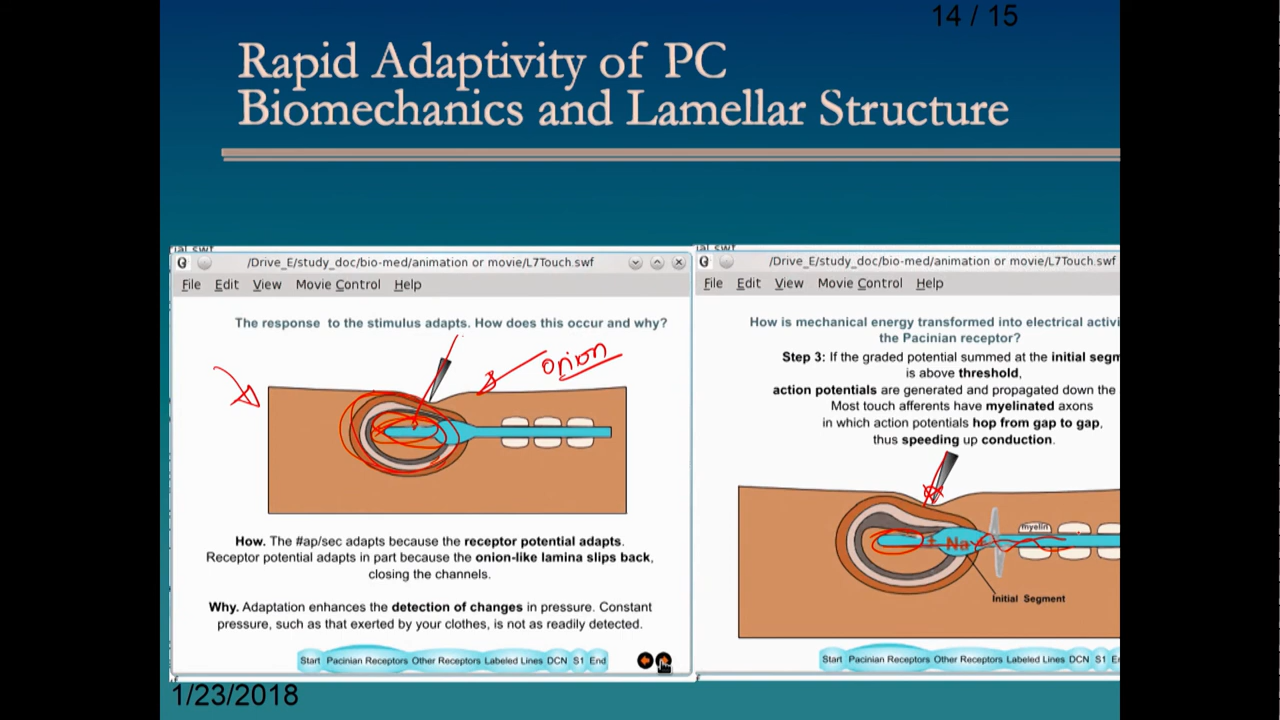 14 / 15
Rapid Adaptivity of PC
Biomechanics and Lamellar Structure
/Drive_E/study_doc/bio-med/animation or movie/L7Touch.swf
File Edit View Movie Control Help
The response to the stimulus adapts. How does this occur and why?
onion
How. The #ap/sec adapts because the receptor potential adapts.
Receptor potential adapts in part because the onion-like lamina slips back,
closing the channels.
Why. Adaptation enhances the detection of changes in pressure. Constant
pressure, such as that exerted by your clothes, is not as readily detected.
Start Pacinian Receptors Other Receptors Labeled Lines DCN S1 End
/Drive_E/study_doc/bio-med/animation or movie/L7Touch.swf
File Edit View Movie Control Help
How is mechanical energy transformed into electrical activi
the Pacinian receptor?
Step 3: If the graded potential summed at the initial segm
is above threshold,
action potentials are generated and propagated down the
Most touch afferents have myelinated axons
in which action potentials hop from gap to gap,
thus speeding up conduction.
myelin
+ Na +
Initial Segment
Start Pacinian Receptors Other Receptors Labeled Lines DCN S1 E
1/23/2018